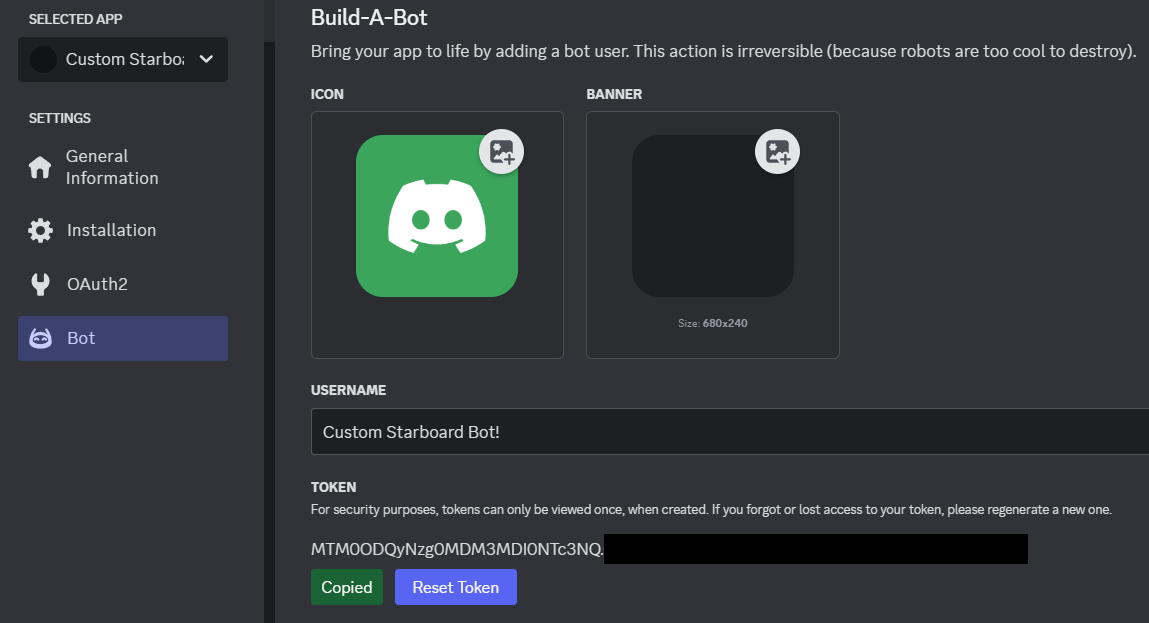 SELECTED APP
Custom Starboa
SETTINGS
General
Information
Installation
OAuth2
Bot
Build-A-Bot
Bring your app to life by adding a bot user. This action is irreversible (because robots are too cool to destroy).
ICON
BANNER
Size: 680x240
USERNAME
Custom Starboard Bot!
TOKEN
For security purposes, tokens can only be viewed once, when created. If you forgot or lost access to your token, please regenerate a new one.
MTM0ODQyNzg0MDM3MDI0NTc3NQ.
Copied
Reset Token